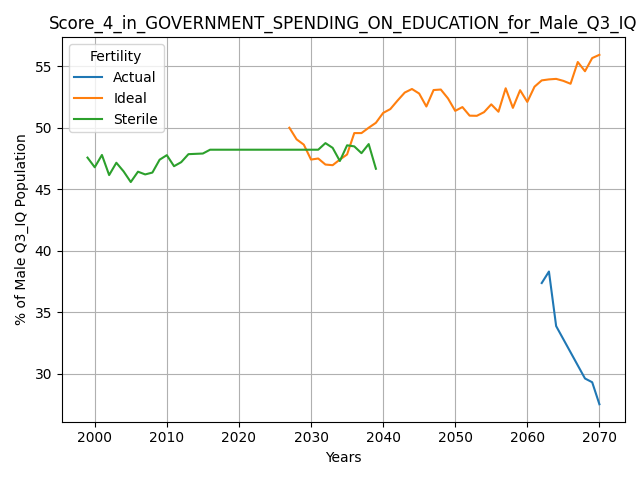 Score_4_in_GOVERNMENT_SPENDING_ON_EDUCATION_for_Male_Q3_IQ
Fertility
Actual
Ideal
Sterile
% of Male Q3_IQ Population
55
50
45
40
35
30
2000 2010 2020 2030 2040 2050 2060 2070
Years